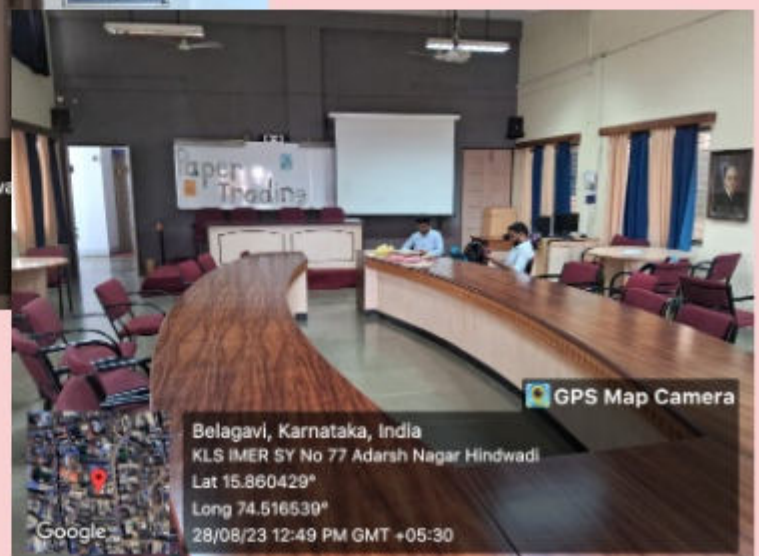 Paper
Trading
GPS Map Camera
Belagavi, Karnataka, India
KLS IMER SY No 77 Adarsh Nagar Hindwadi
Lat 15.860429°
Long 74.516539°
28/08/23 12:49 PM GMT +05:30
Google